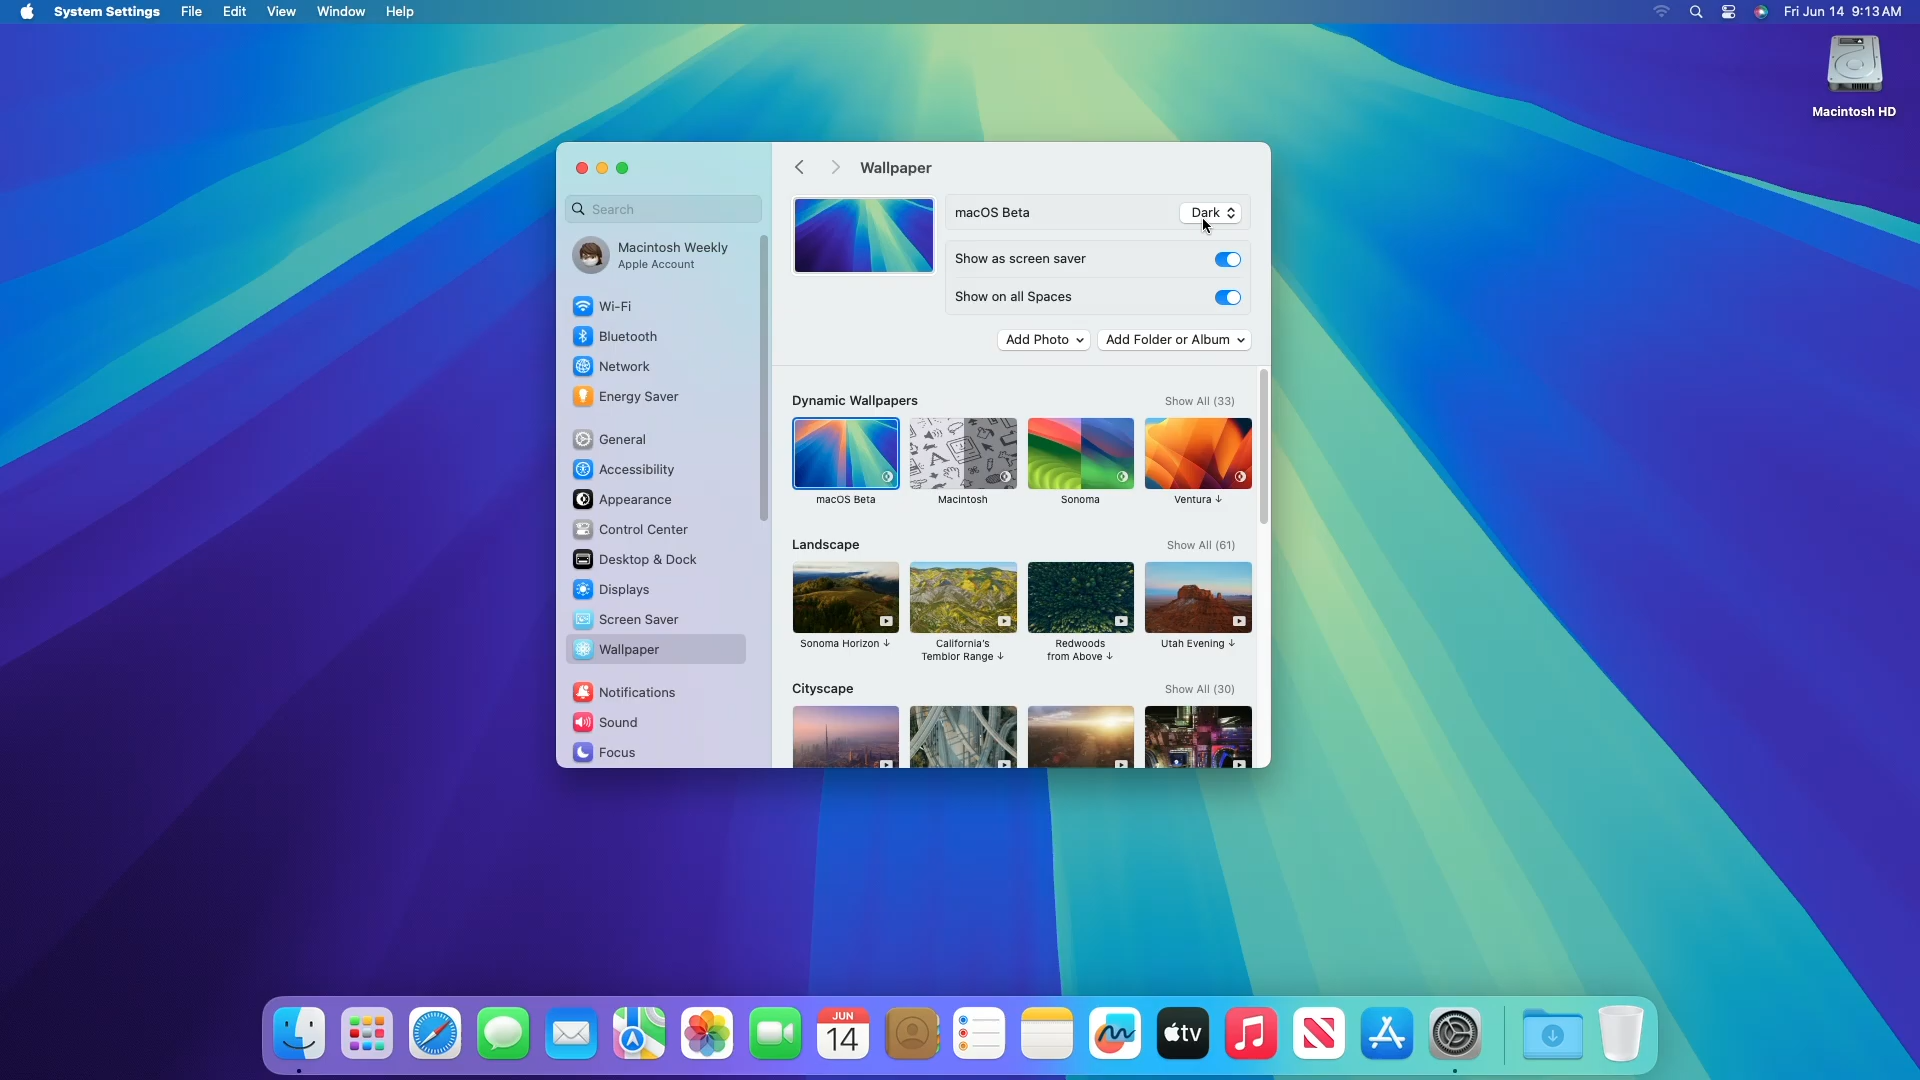 System Settings File Edit View Window Help Fri Jun 14 9:13 AM
Macintosh HD
Search
Macintosh Weekly
Apple Account
Wi-Fi
Bluetooth
Network
Energy Saver
General
Accessibility
Appearance
Control Center
Desktop & Dock
Displays
Screen Saver
Wallpaper
Notifications
Sound
Focus
Wallpaper
macOS Beta Dark
Show as screen saver
Show on all Spaces
Add Photo Add Folder or Album
Dynamic Wallpapers Show All (33)
macOS Beta Macintosh Sonoma Ventura ↓
Landscape Show All (61)
Sonoma Horizon ↓ California's Redwoods Utah Evening ↓
Temblor Range ↓ from Above ↓
Cityscape Show All (30)
JUN
14
tv